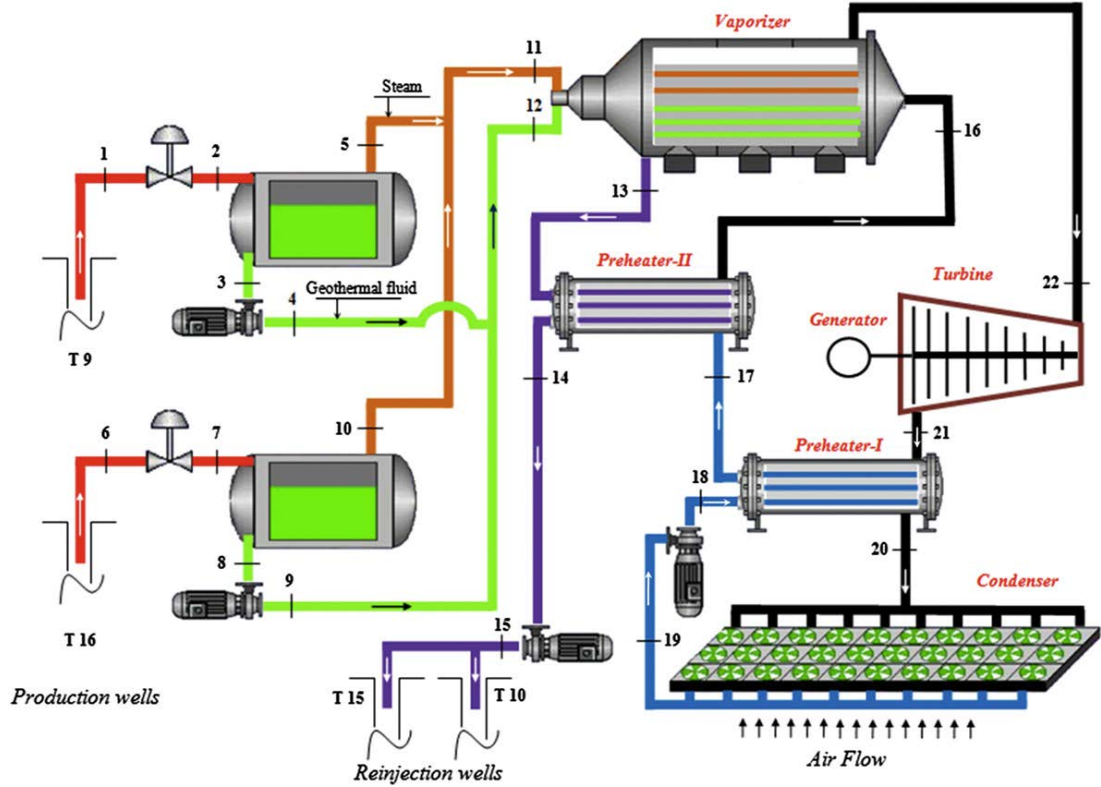 Vaporizer
11
12
Steam
5
1
2
16
13
3
4
Geothermal fluid
Preheater-II
Turbine
22
Generator
T 9
14
17
6
7
10
21
Preheater-I
18
8
9
20
Condenser
T 16
15
19
Production wells
T 15
T 10
Reinjection wells
Air Flow